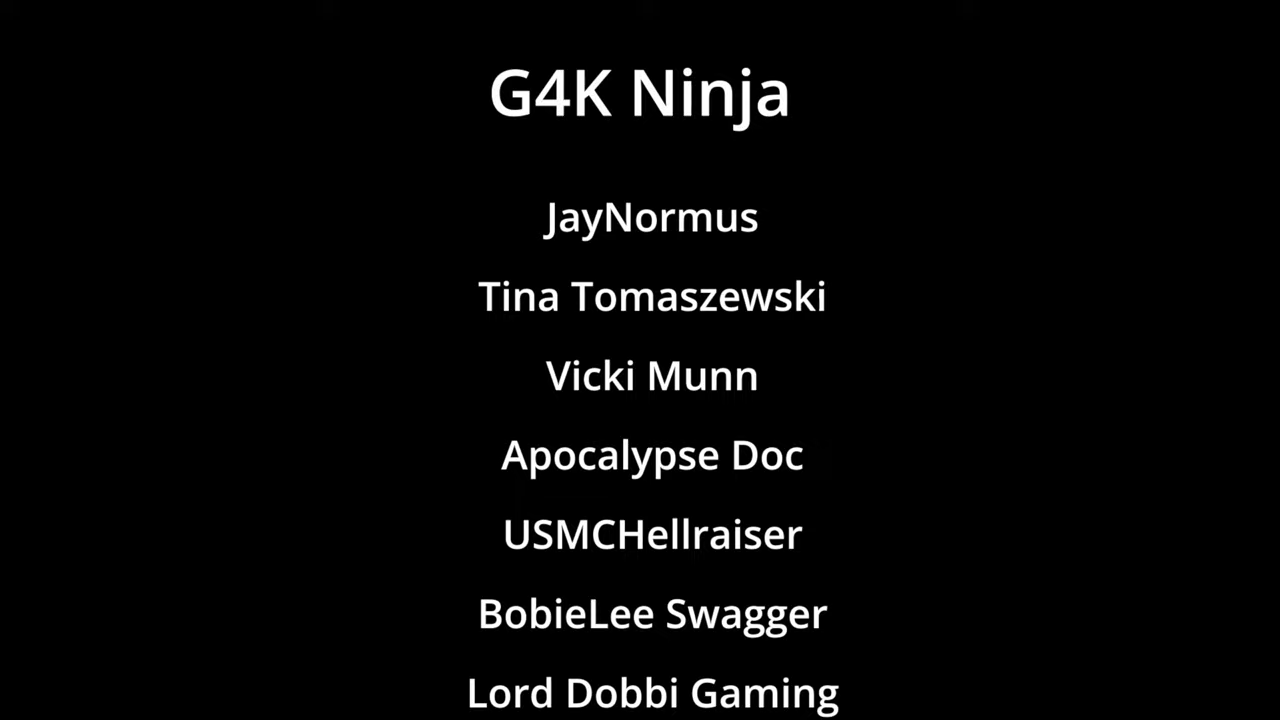 G4K Ninja
JayNormus
Tina Tomaszewski
Vicki Munn
Apocalypse Doc
USMCHellraiser
BobieLee Swagger
Lord Dobbi Gaming